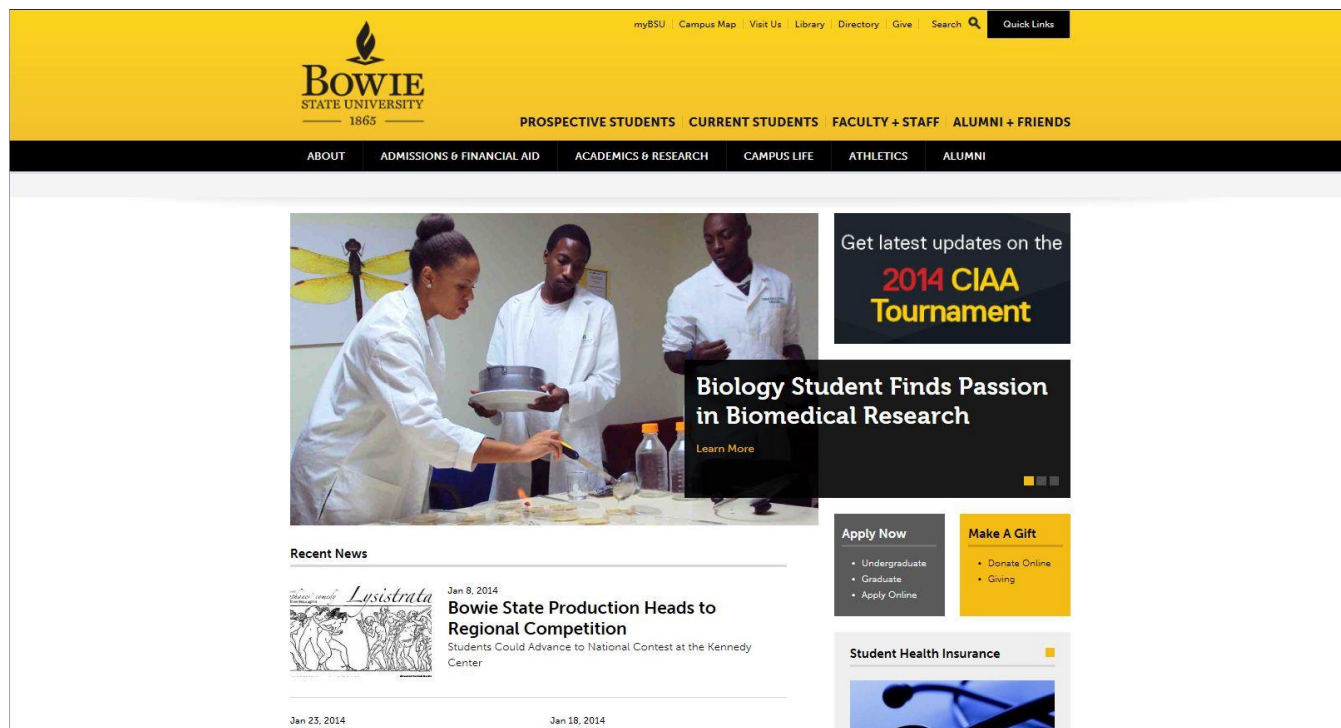 myBSU Campus Map Visit Us Library Directory Give Search Quick Links
BOWIE
STATE UNIVERSITY
1865
PROSPECTIVE STUDENTS CURRENT STUDENTS FACULTY + STAFF ALUMNI + FRIENDS
ABOUT ADMISSIONS & FINANCIAL AID ACADEMICS & RESEARCH CAMPUS LIFE ATHLETICS ALUMNI
Get latest updates on the
2014 CIAA
Tournament
Biology Student Finds Passion
in Biomedical Research
Learn More
Apply Now
• Undergraduate
• Graduate
• Apply Online
Make A Gift
• Donate Online
• Giving
Recent News
comedy Lysistrata
Jan 8, 2014
Bowie State Production Heads to
Regional Competition
Students Could Advance to National Contest at the Kennedy
Center
Student Health Insurance
Jan 23, 2014 Jan 18, 2014